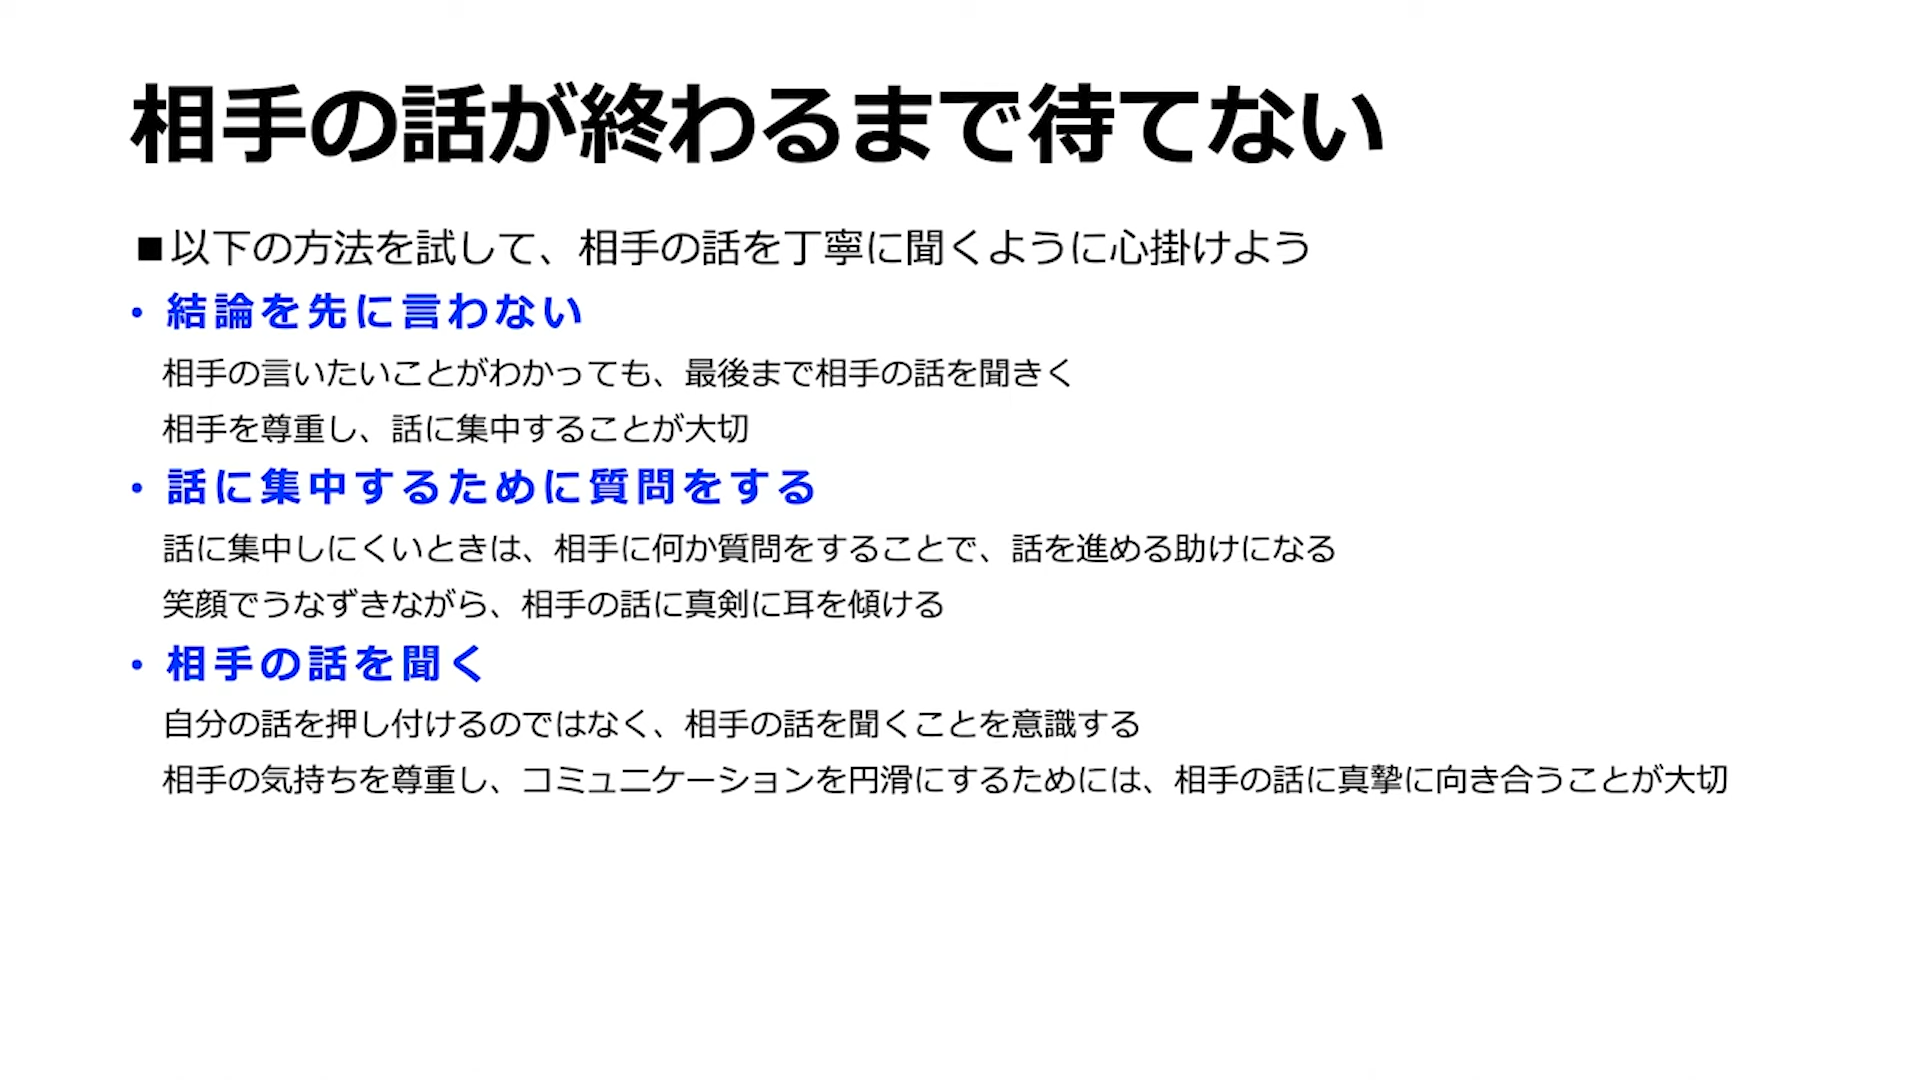 相手の話が終わるまで待てない
■以下の方法を試して、相手の話を丁寧に聞くように心掛けよう
• 結論を先に言わない
相手の言いたいことがわかっても、最後まで相手の話を聞きく
相手を尊重し、話に集中することが大切
• 話に集中するために質問をする
話に集中しにくいときは、相手に何か質問をすることで、話を進める助けになる
笑顔でうなずきながら、相手の話に真剣に耳を傾ける
• 相手の話を聞く
自分の話を押し付けるのではなく、相手の話を聞くことを意識する
相手の気持ちを尊重し、コミュニケーションを円滑にするためには、相手の話に真摯に向き合うことが大切